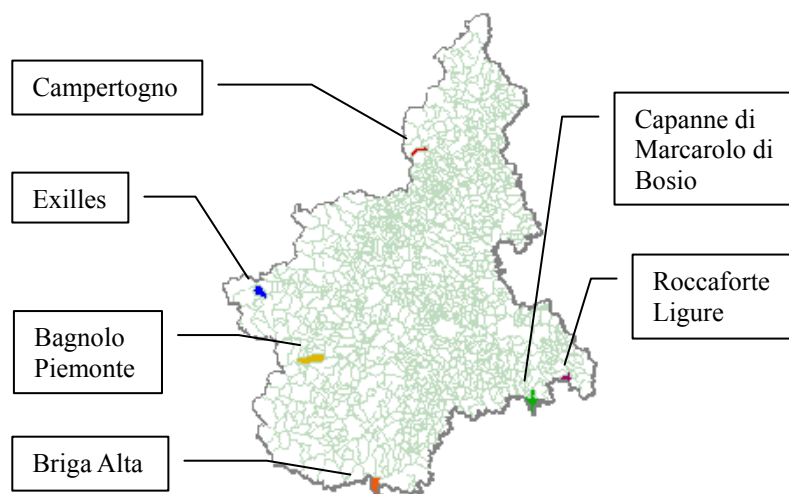 Campertogno
Exilles
Bagnolo
Piemonte
Briga Alta
Capanne di
Marcarolo di
Bosio
Roccaforte
Ligure